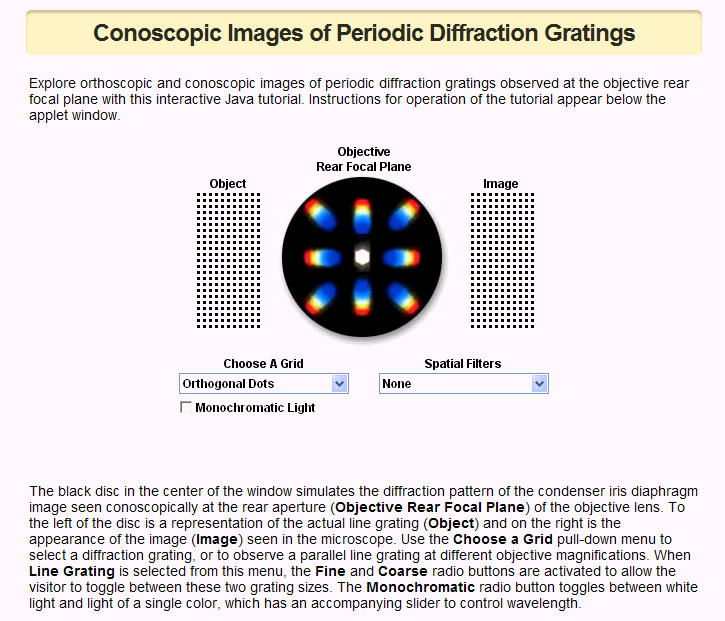 Conoscopic Images of Periodic Diffraction Gratings
Explore orthoscopic and conoscopic images of periodic diffraction gratings observed at the objective rear
focal plane with this interactive Java tutorial. Instructions for operation of the tutorial appear below the
applet window.
Objective
Rear Focal Plane
Object
Image
Choose A Grid
Spatial Filters
Orthogonal Dots
None
Monochromatic Light
The black disc in the center of the window simulates the diffraction pattern of the condenser iris diaphragm
image seen conoscopically at the rear aperture (Objective Rear Focal Plane) of the objective lens. To
the left of the disc is a representation of the actual line grating (Object) and on the right is the
appearance of the image (Image) seen in the microscope. Use the Choose a Grid pull-down menu to
select a diffraction grating, or to observe a parallel line grating at different objective magnifications. When
Line Grating is selected from this menu, the Fine and Coarse radio buttons are activated to allow the
visitor to toggle between these two grating sizes. The Monochromatic radio button toggles between white
light and light of a single color, which has an accompanying slider to control wavelength.